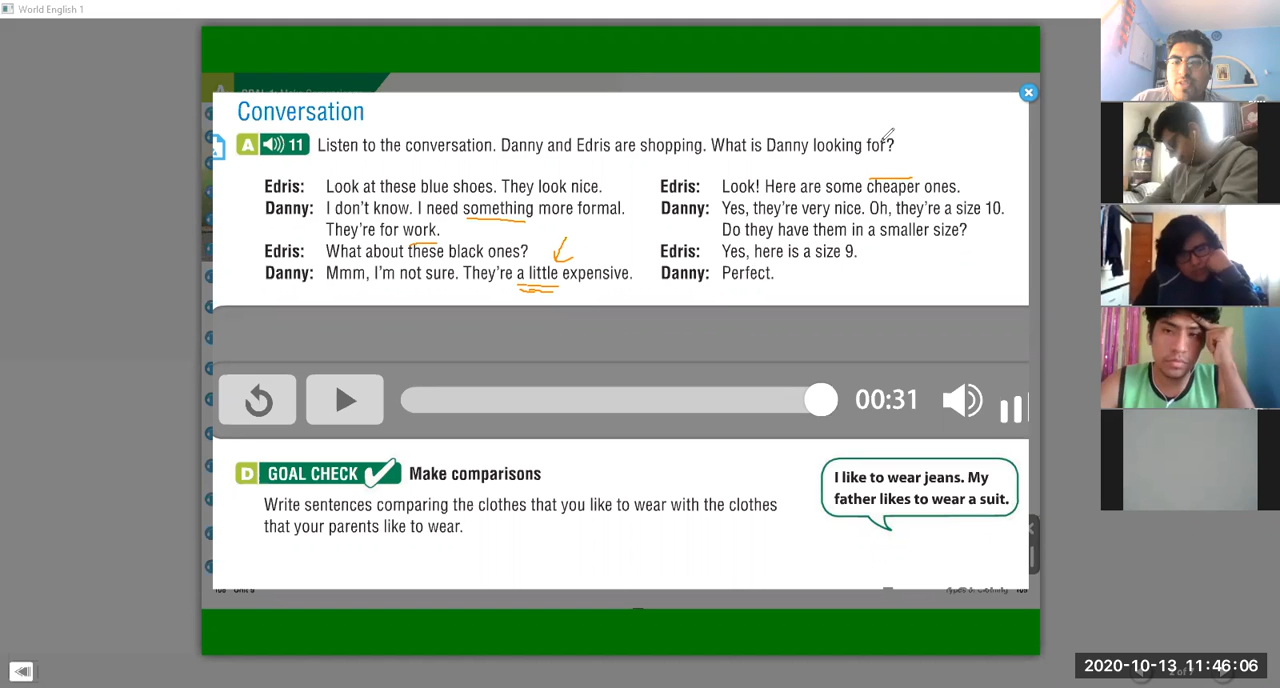 World English 1
Conversation
A 11 Listen to the conversation. Danny and Edris are shopping. What is Danny looking for?
Edris: Look at these blue shoes. They look nice.
Danny: I don't know. I need something more formal.
They're for work.
Edris: What about these black ones?
Danny: Mmm, I'm not sure. They're a little expensive.
Edris: Look! Here are some cheaper ones.
Danny: Yes, they're very nice. Oh, they're a size 10.
Do they have them in a smaller size?
Edris: Yes, here is a size 9.
Danny: Perfect.
00:31
D GOAL CHECK Make comparisons
Write sentences comparing the clothes that you like to wear with the clothes
that your parents like to wear.
I like to wear jeans. My
father likes to wear a suit.
2020-10-13 11:46:06